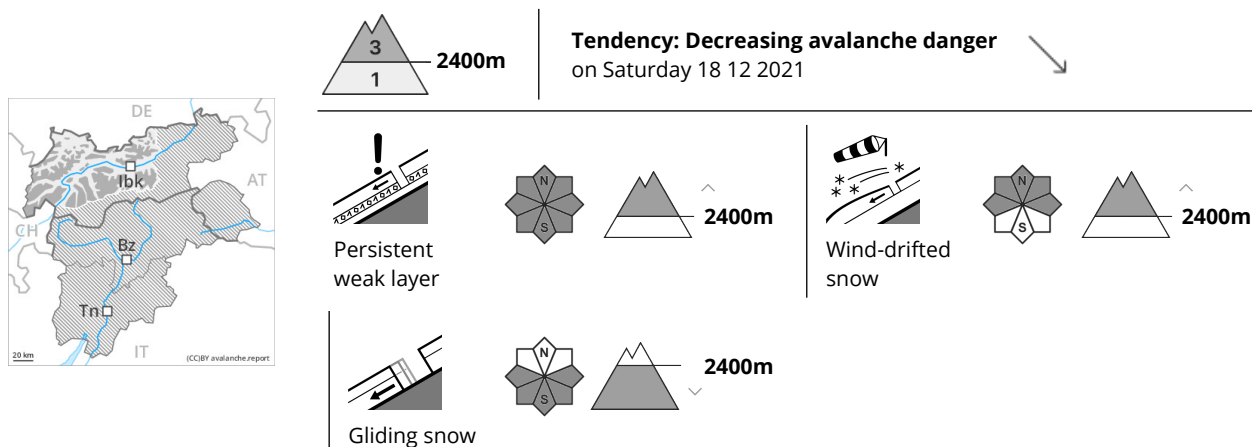 3
1
2400m
Tendency: Decreasing avalanche danger
on Saturday 18 12 2021
DE
Ibk
AT
CH
Bz
Tn
IT
20 km
(CC)BY avalanche.report
N
S
2400m
Persistent
weak layer
N
S
2400m
Wind-drifted
snow
N
S
2400m
Gliding snow